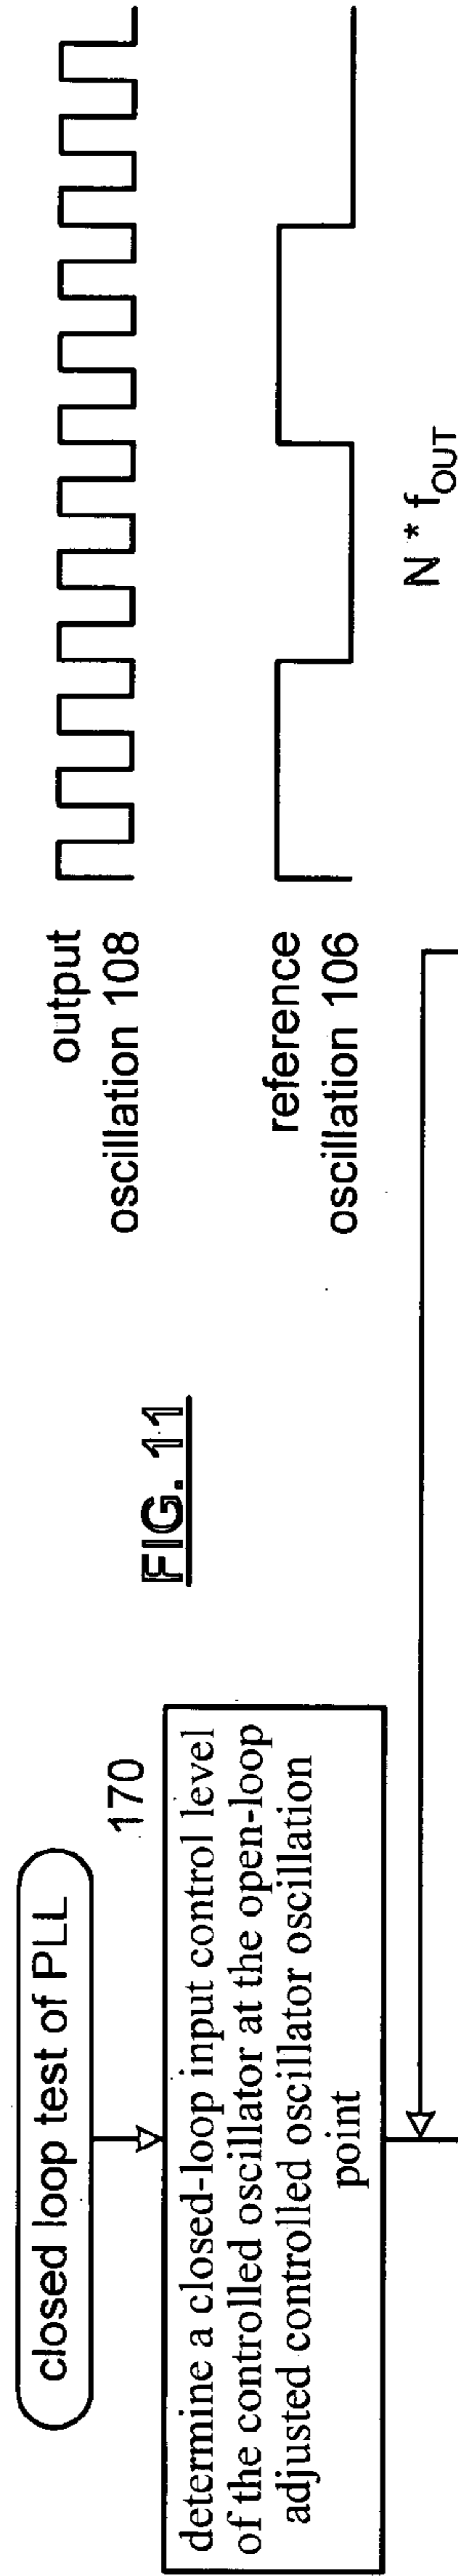 output
oscillation 108
reference
oscillation 106
N * fOUT
FIG. 11
closed loop test of PLL
170
determine a closed-loop input control level
of the controlled oscillator at the open-loop
adjusted controlled oscillator oscillation
point